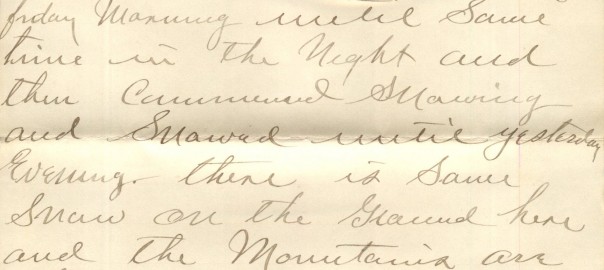 friday Morning until Some
time in the Night and
then Commenced Snowing
and Snowed until yesterday
Evening. there is Some
Snow on the Ground here
and the Mountains are